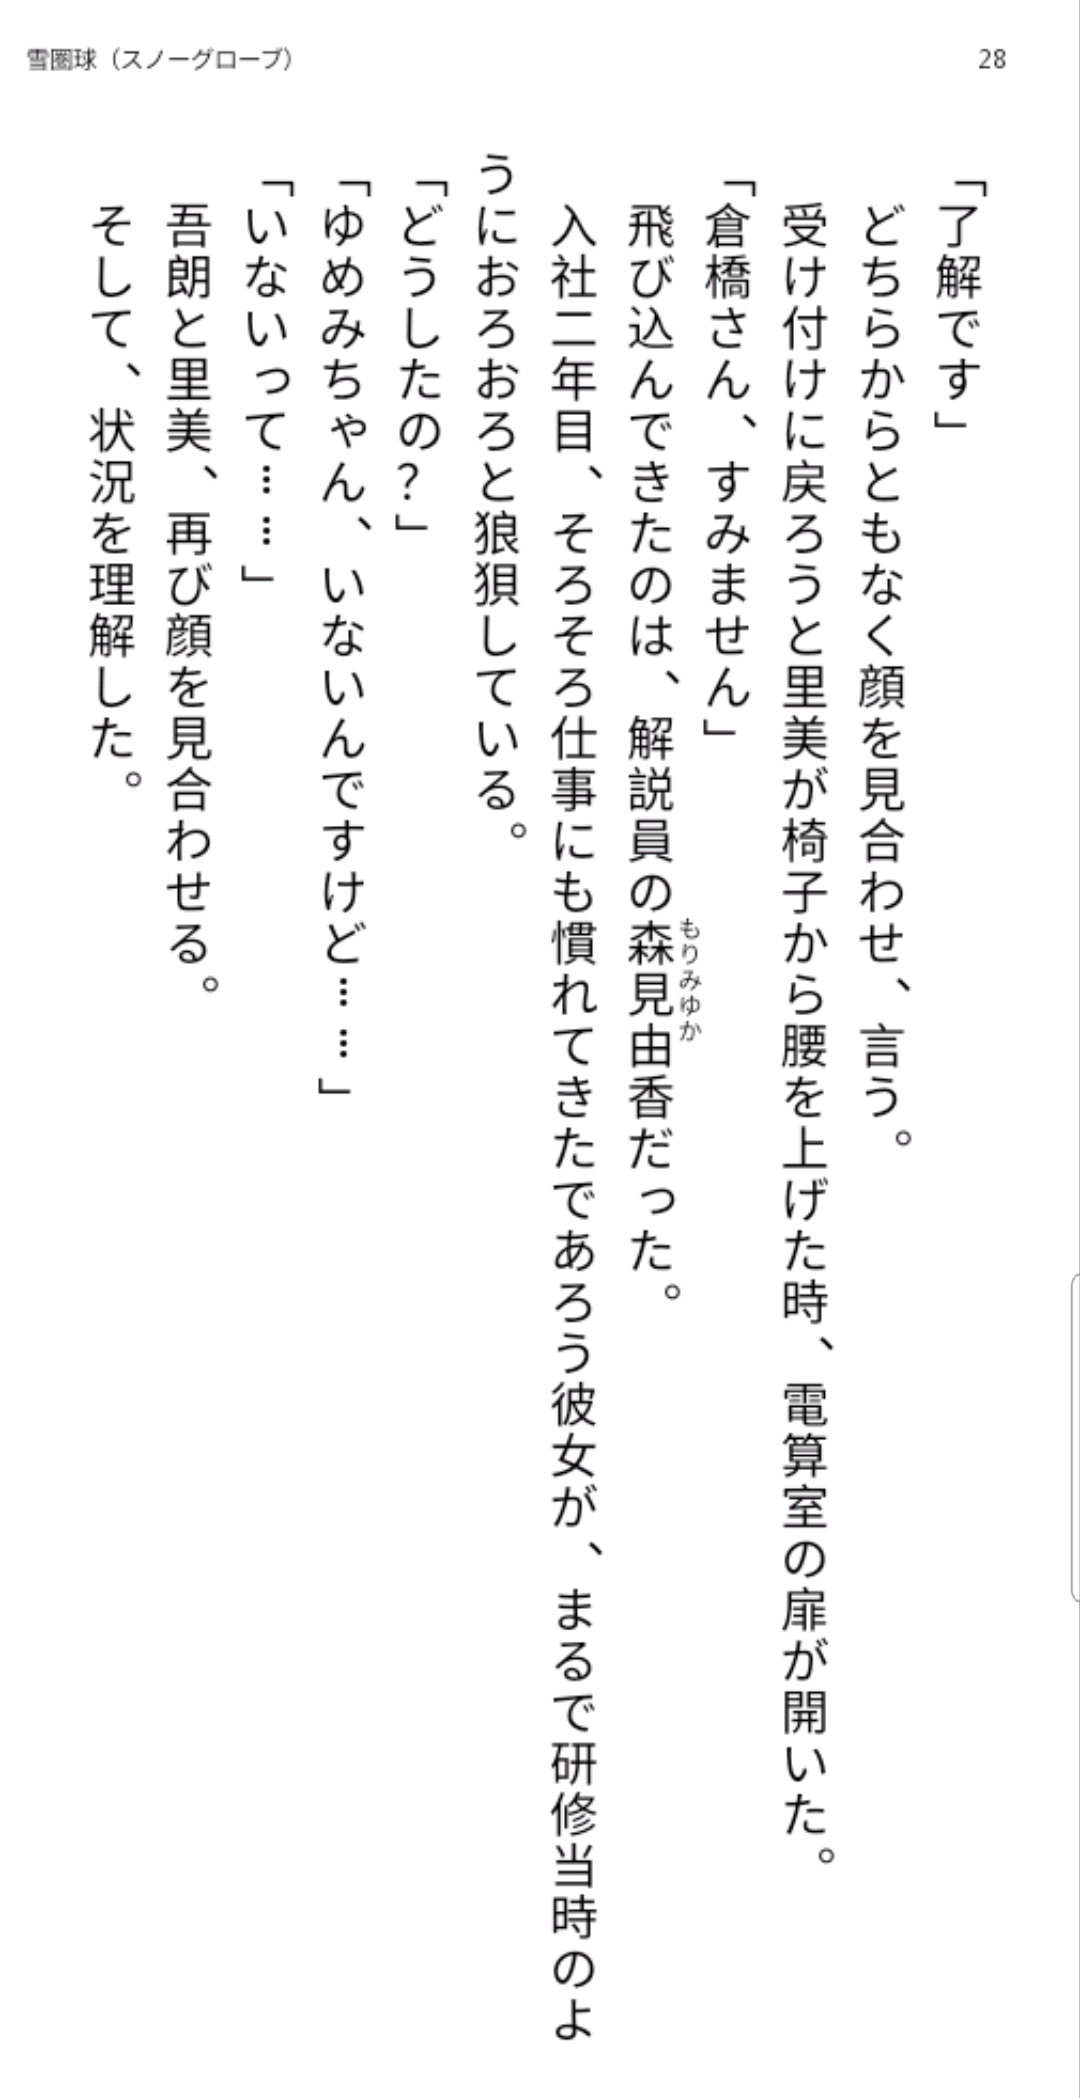 雪圏球（スノーグローブ）
28
「了解です」
どちらからともなく顔を見合わせ、言う。
受け付けに戻ろうと里美が椅子から腰を上げた時、電算室の扉が開いた。
「倉橋さん、すみません」
飛び込んできたのは、解説員の森見由香だった。
もりみゆか
入社二年目、そろそろ仕事にも慣れてきたであろう彼女が、まるで研修当時のよ
うにおろおろと狼狽している。
「どうしたの？」
「ゆめみちゃん、いないんですけど……」
「いないって……」
吾朗と里美、再び顔を見合わせる。
そして、状況を理解した。